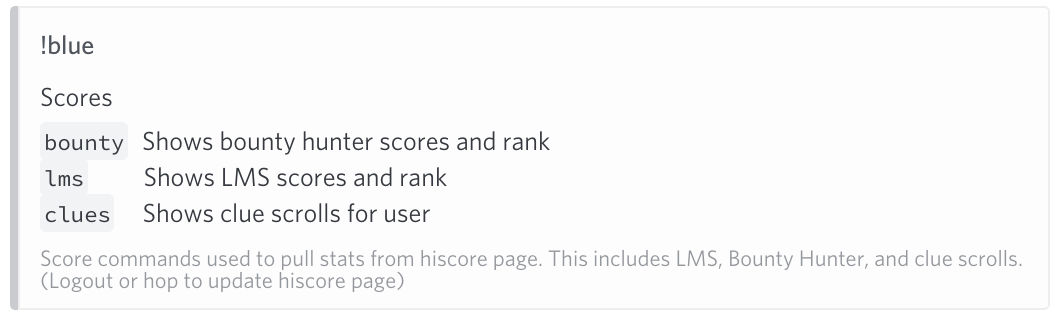 !blue
Scores
bounty Shows bounty hunter scores and rank
lms Shows LMS scores and rank
clues Shows clue scrolls for user
Score commands used to pull stats from hiscore page. This includes LMS, Bounty Hunter, and clue scrolls.
(Logout or hop to update hiscore page)